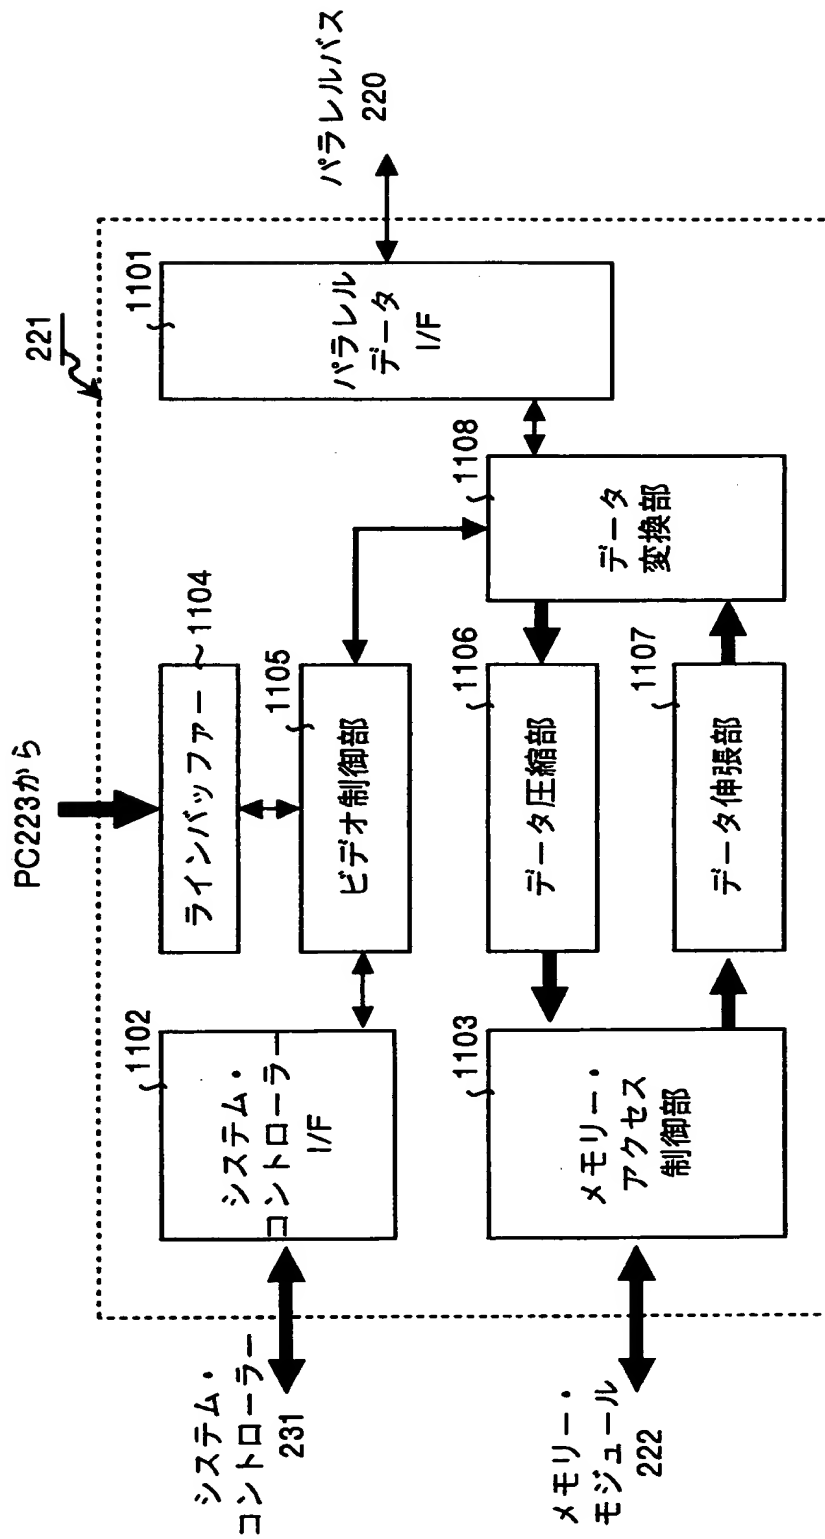 221
PC223から
システム・
コントローラー
231
1102
システム・
コントローラー
I/F
ラインバッファー
~1104
1105
ビデオ制御部
1101
パラレル
データ
I/F
パラレルバス
220
メモリー・
モジュール
222
1103
メモリー・
アクセス
制御部
1106
データ圧縮部
1107
データ伸張部
1108
データ
変換部